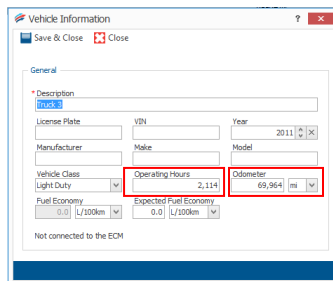 Vehicle Information ?
Save & Close Close
General
* Description
Truck 3
License Plate VIN Year
2011
Manufacturer Make Model
Vehicle Class Operating Hours Odometer
Light Duty 2,114 69,964 mi
Fuel Economy Expected Fuel Economy
0.0 L/100km 0.0 L/100km
Not connected to the ECM